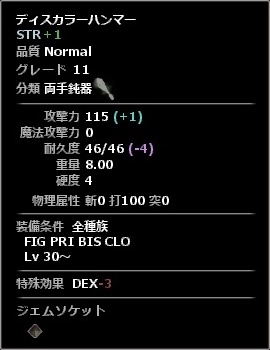 ディスカラーハンマー
STR+1
品質 Normal
グレード 11
分類 両手鈍器
攻撃力 115 (+1)
魔法攻撃力 0
耐久度 46/46 (-4)
重量 8.00
硬度 4
物理属性 斬0 打100 突0
装備条件 全種族
FIG PRI BIS CLO
Lv 30～
特殊効果 DEX-3
ジェムソケット